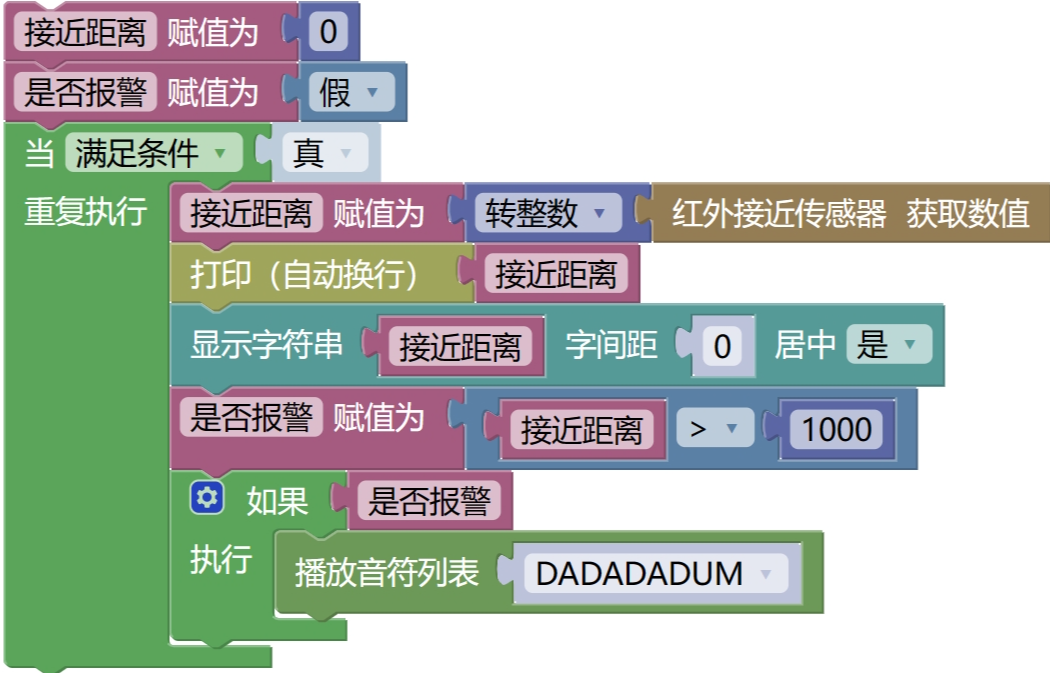 接近距离 赋值为 0
是否报警 赋值为 假
当 满足条件 真
重复执行 接近距离 赋值为 转整数 红外接近传感器 获取数值
打印（自动换行） 接近距离
显示字符串 接近距离 字间距 0 居中 是
是否报警 赋值为 接近距离 > 1000
如果 是否报警
执行 播放音符列表 DADADADUM